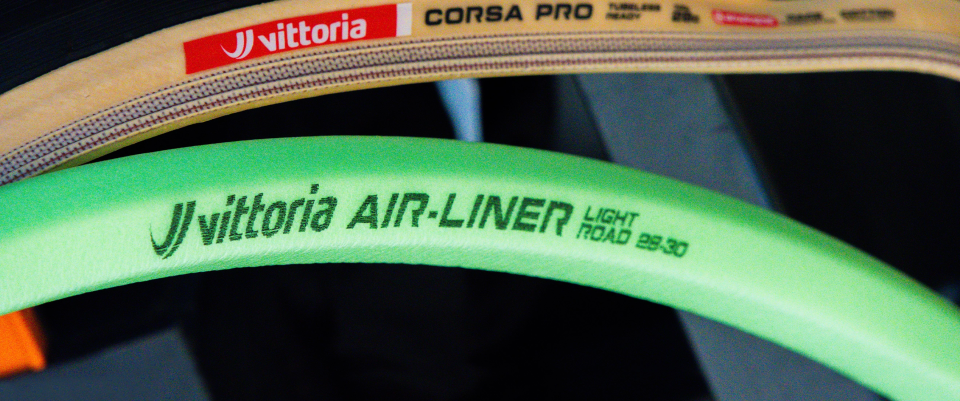 vittoria CORSA PRO TUBELESS
READY
vittoria AIR-LINER LIGHT
ROAD 28-30